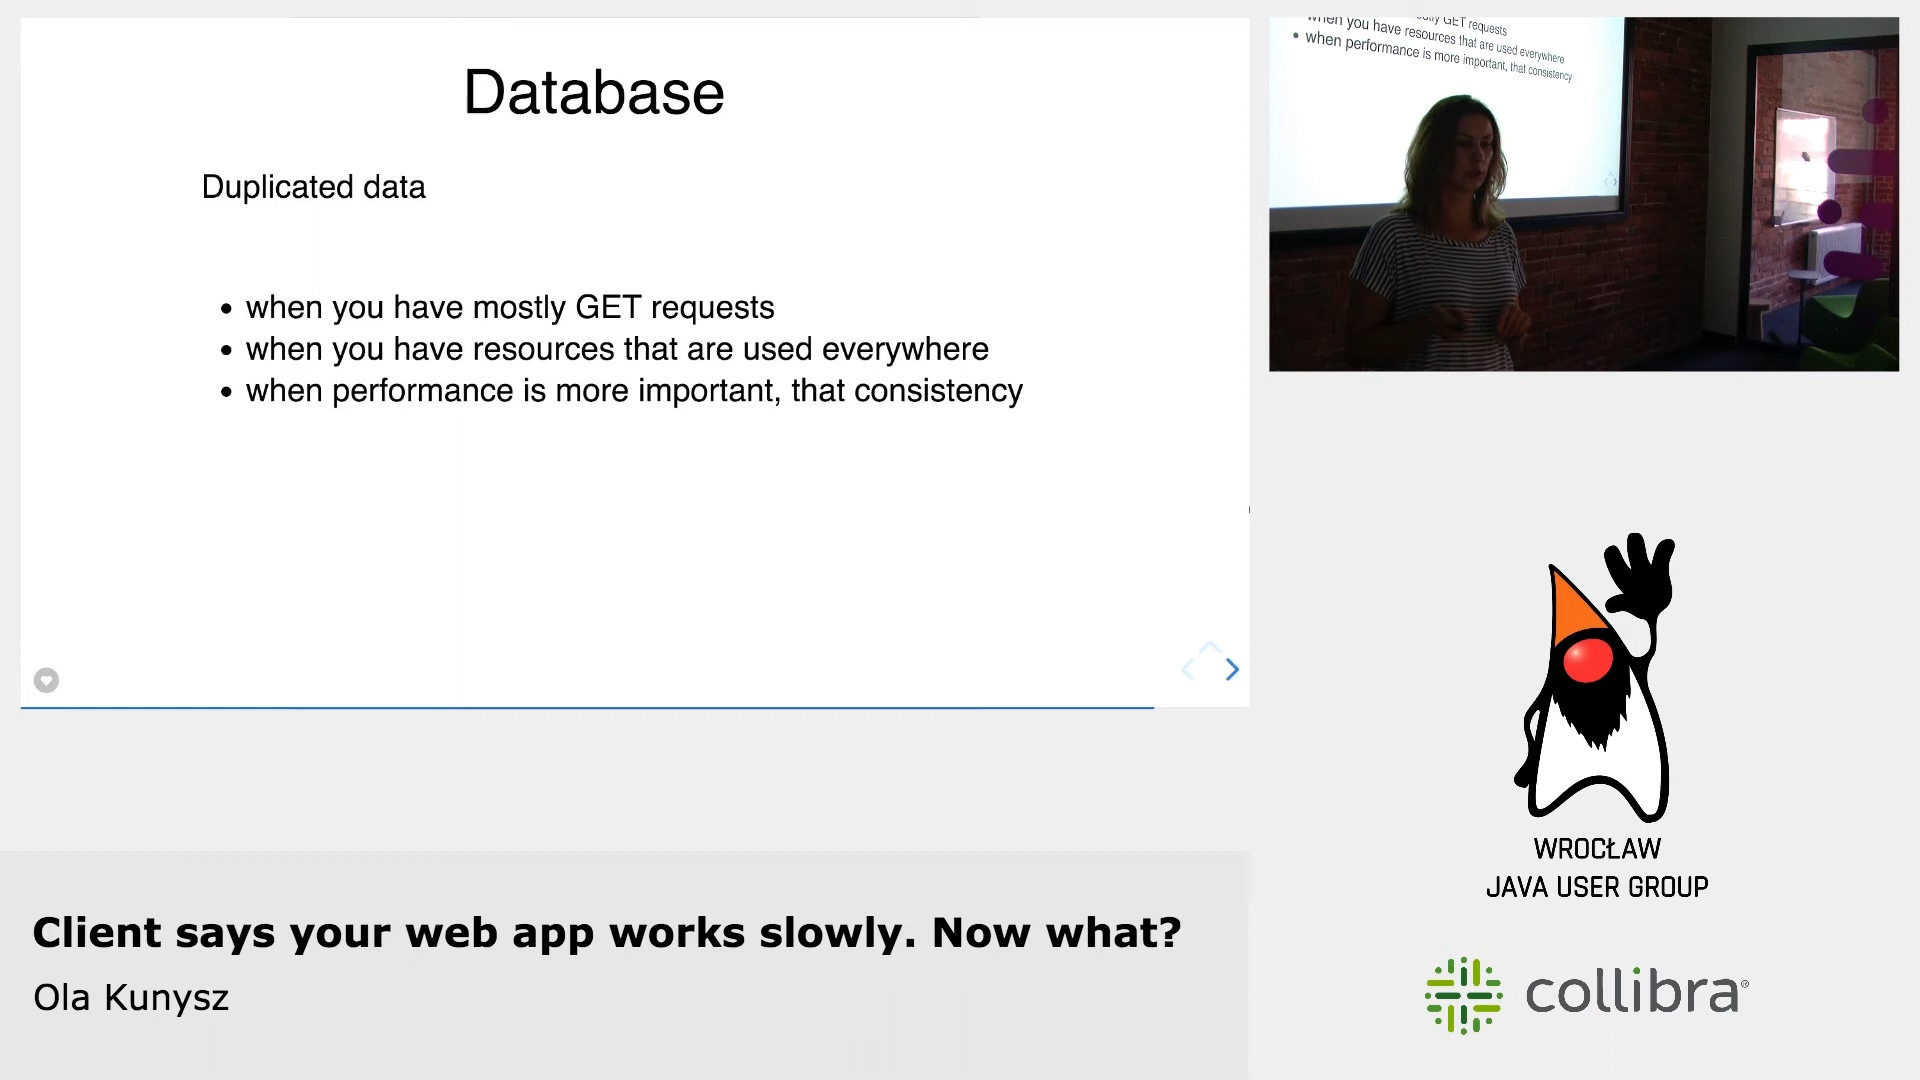 Database
Duplicated data
• when you have mostly GET requests
• when you have resources that are used everywhere
• when performance is more important, that consistency
when you have mostly GET requests
when you have resources that are used everywhere
• when performance is more important, that consistency
WROCŁAW
JAVA USER GROUP
collibra®
Client says your web app works slowly. Now what?
Ola Kunysz